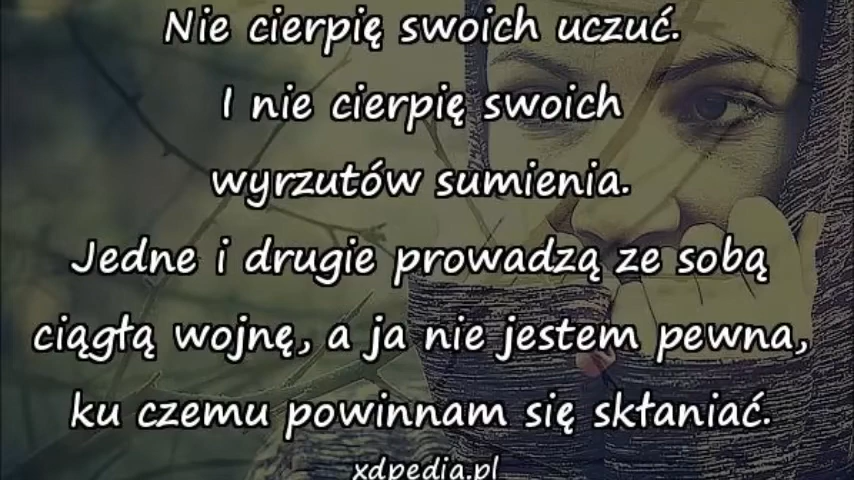 Nie cierpię swoich uczuć.
I nie cierpię swoich
wyrzutów sumienia.
Jedne i drugie prowadzą ze sobą
ciągłą wojnę, a ja nie jestem pewna,
ku czemu powinnam się skłaniać.
xdpedia.pl